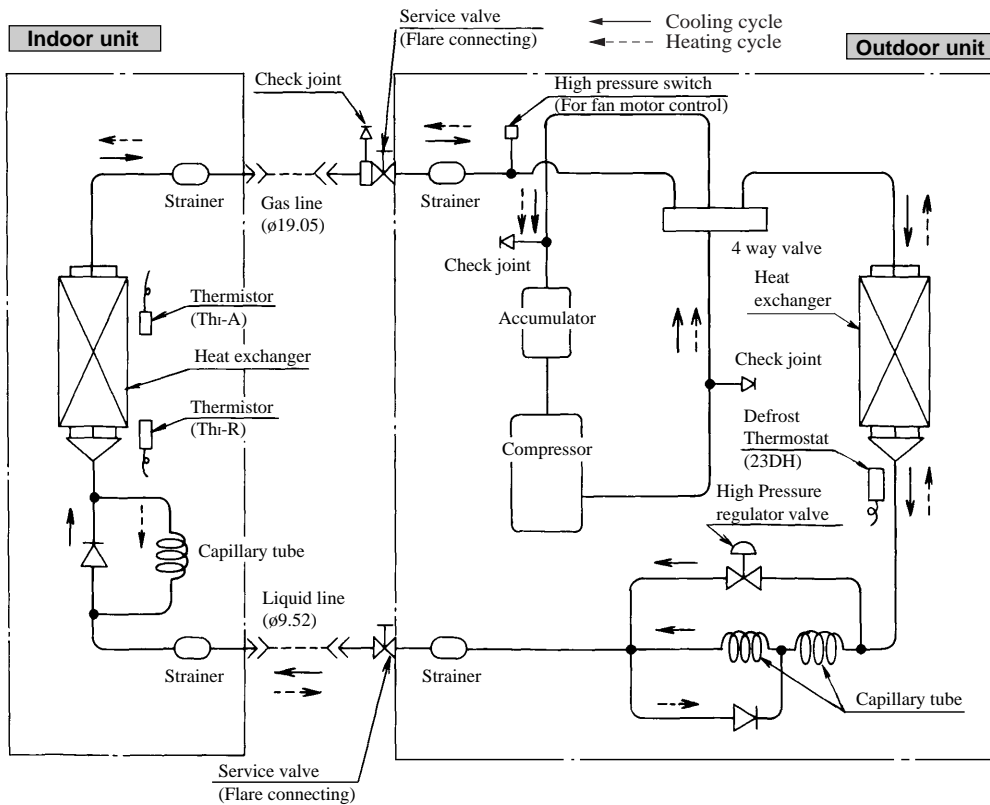 Service valve
(Flare connecting)
Cooling cycle
Heating cycle
Indoor unit
Outdoor unit
Check joint
High pressure switch
(For fan motor control)
Strainer
Gas line
(ø19.05)
Strainer
4 way valve
Check joint
Heat
exchanger
Thermistor
(ThI-A)
Accumulator
Heat exchanger
Check joint
Thermistor
(ThI-R)
Defrost
Thermostat
(23DH)
Compressor
High Pressure
regulator valve
Capillary tube
Liquid line
(ø9.52)
Strainer
Strainer
Capillary tube
Service valve
(Flare connecting)